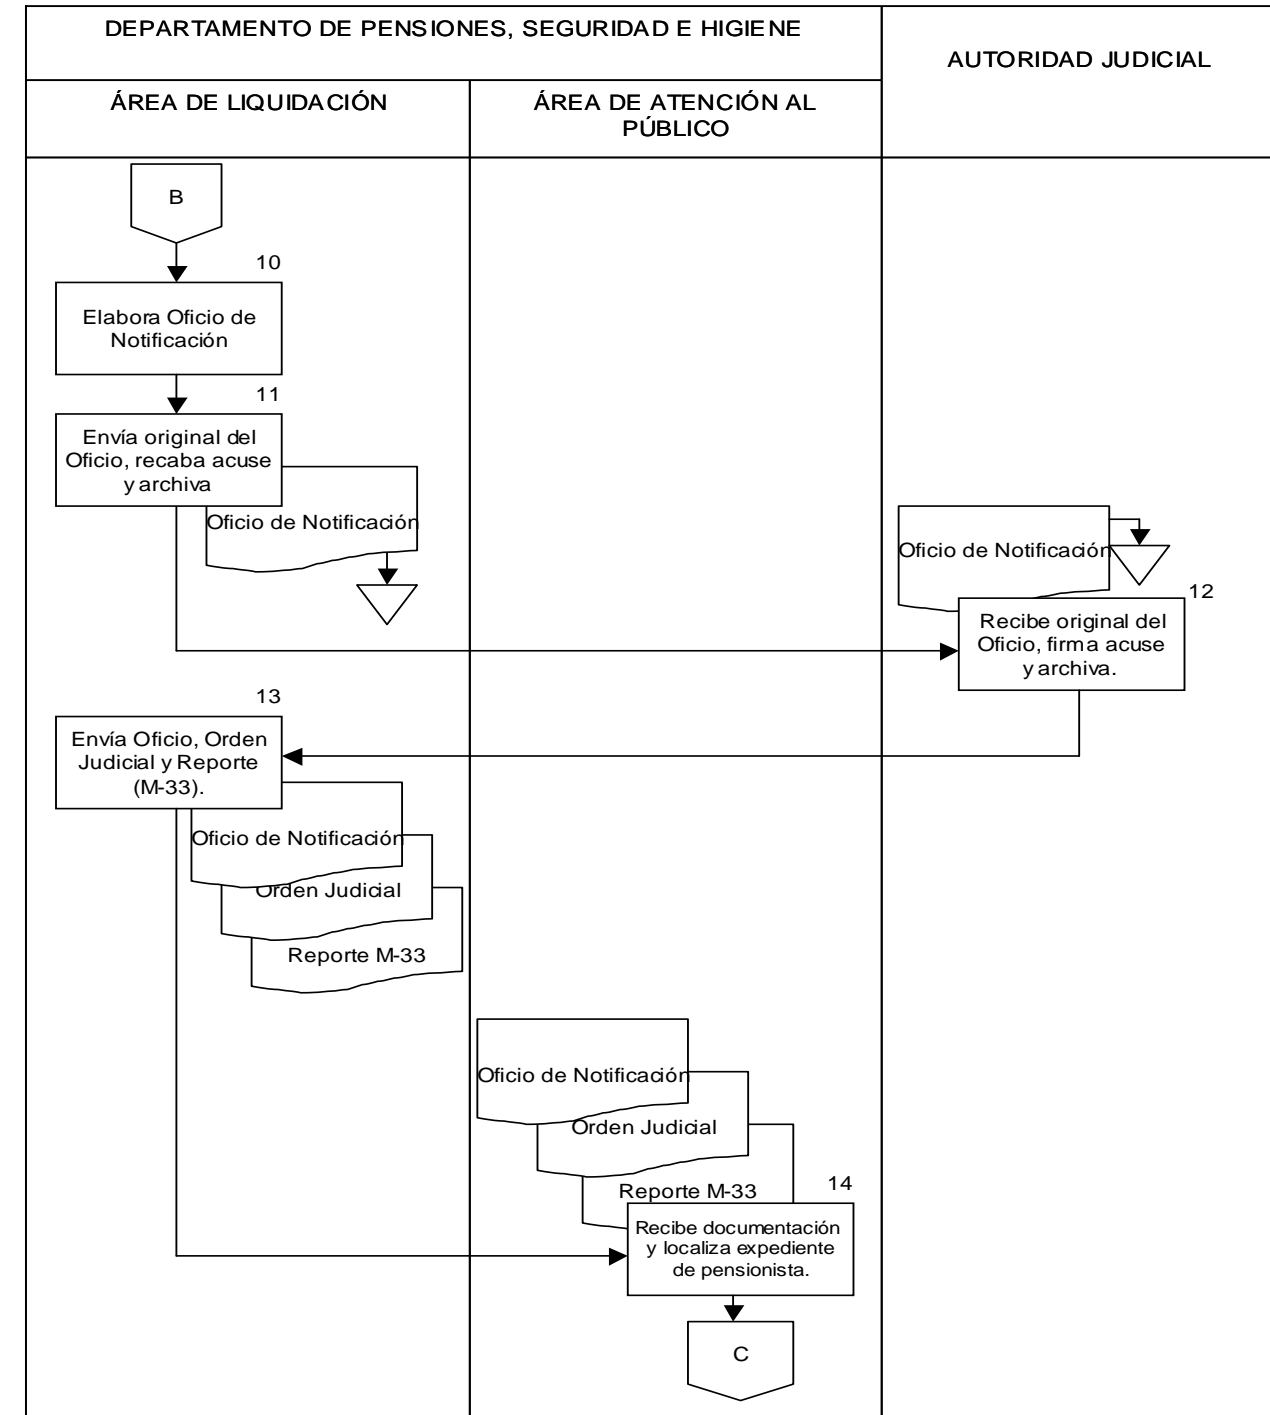 DEPARTAMENTO DE PENSIONES, SEGURIDAD E HIGIENE
AUTORIDAD JUDICIAL
ÁREA DE LIQUIDACIÓN
ÁREA DE ATENCIÓN AL
PÚBLICO
B
10
Elabora Oficio de
Notificación
11
Envía original del
Oficio, recaba acuse
y archiva
Oficio de Notificación
Oficio de Notificación
12
Recibe original del
Oficio, firma acuse
y archiva.
13
Envía Oficio, Orden
Judicial y Reporte
(M-33).
Oficio de Notificación
Orden Judicial
Reporte M-33
Oficio de Notificación
Orden Judicial
Reporte M-33
14
Recibe documentación
y localiza expediente
de pensionista.
C